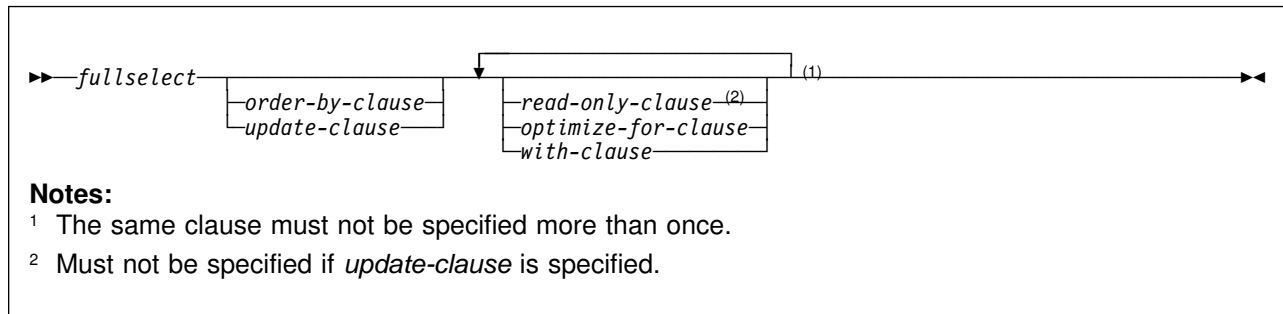 fullselect (1)
order-by-clause read-only-clause (2)
update-clause optimize-for-clause
with-clause
Notes:
1 The same clause must not be specified more than once.
2 Must not be specified if update-clause is specified.